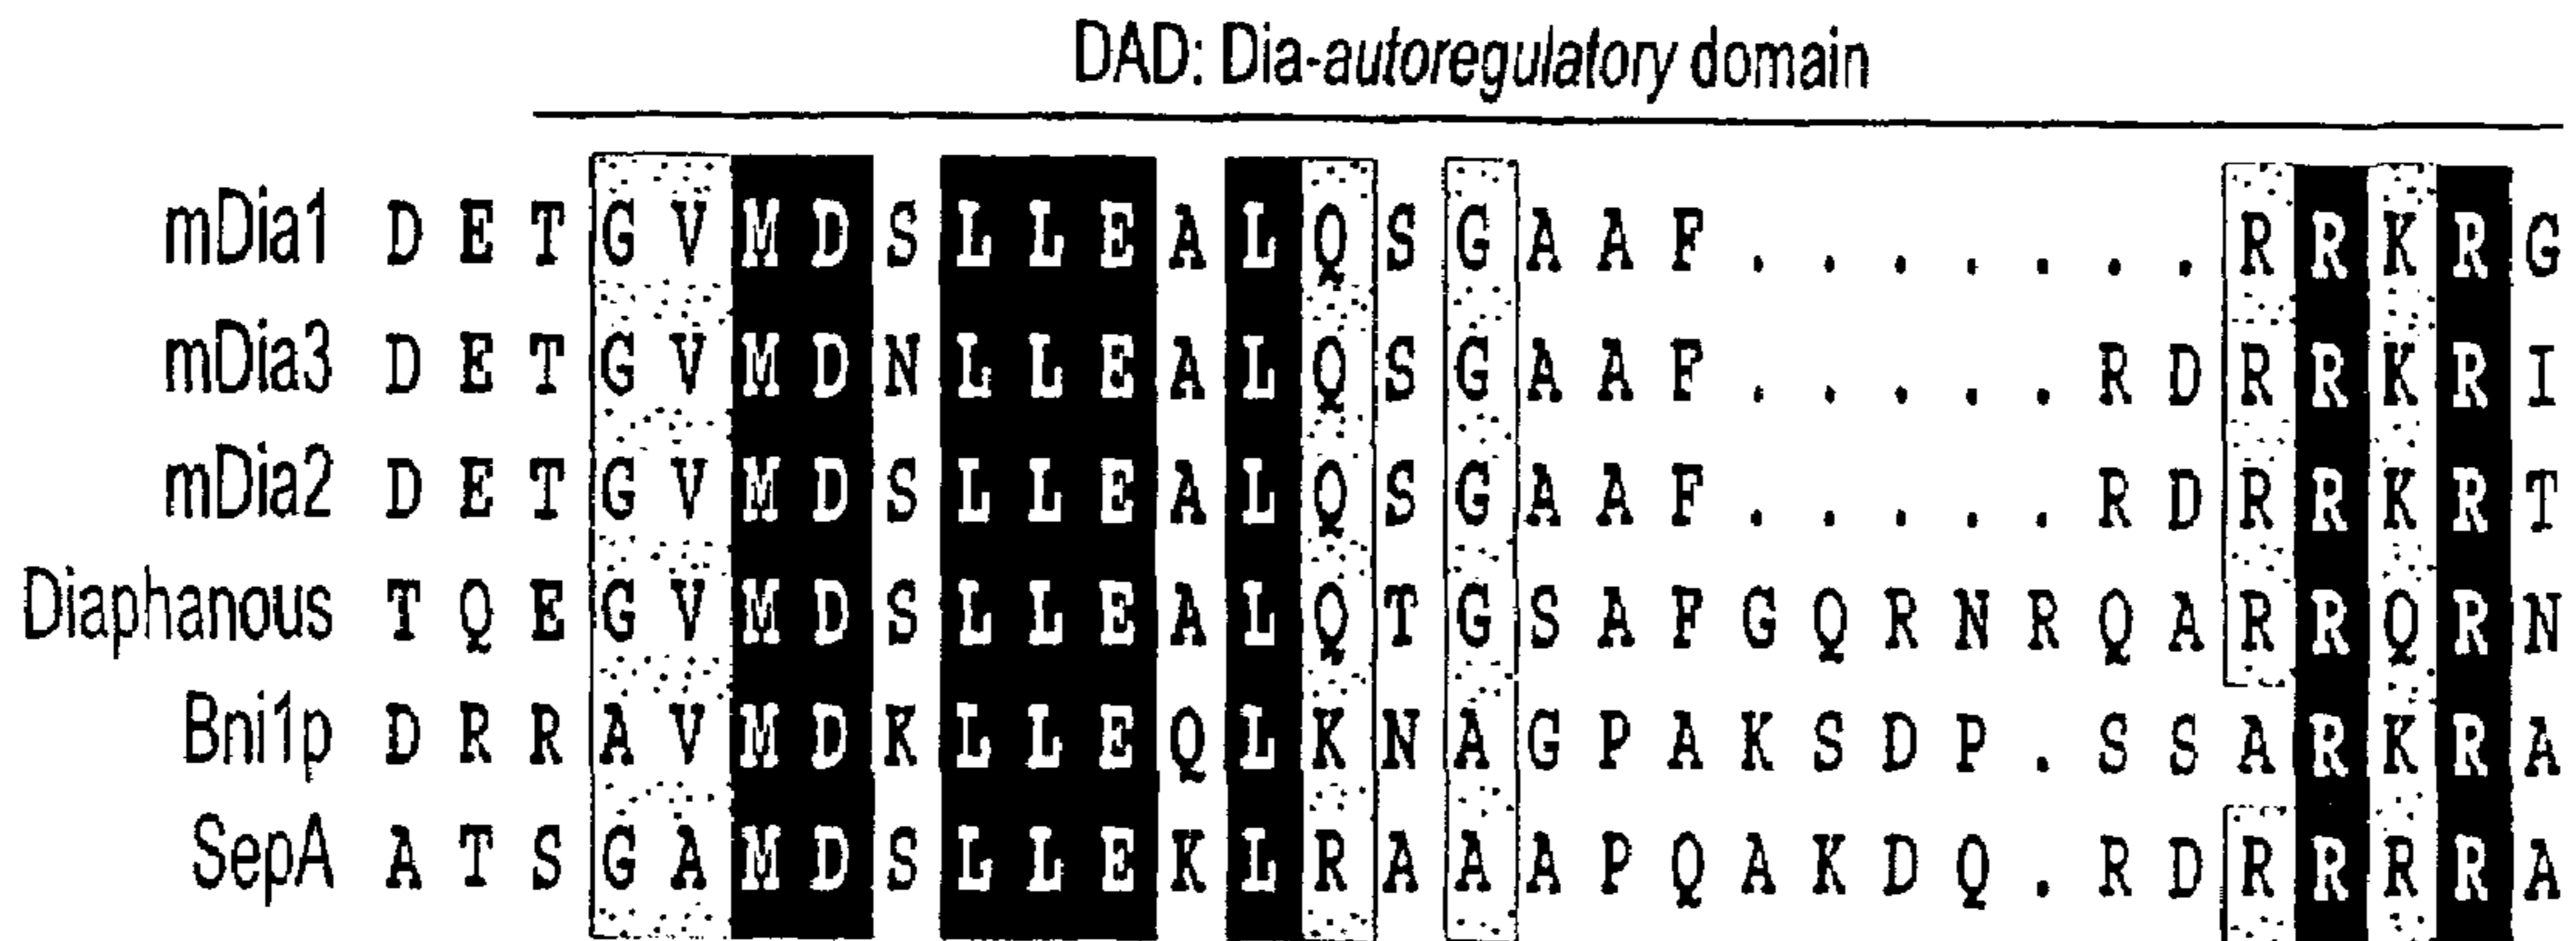 DAD: Dia-autoregulatory domain
mDia1 D E T G V M D S L L E A L Q S G A A F . . . . . . . R R K R G
mDia3 D E T G V M D N L L E A L Q S G A A F . . . . . R D R R K R I
mDia2 D E T G V M D S L L E A L Q S G A A F . . . . . R D R R K R T
Diaphanous T Q E G V M D S L L E A L Q T G S A F G Q R N R Q A R R Q R N
Bni1p D R R A V M D K L L E Q L K N A G P A K S D P . S S A R K R A
SepA A T S G A M D S L L E K L R A A A P Q A K D Q . R D R R R R A